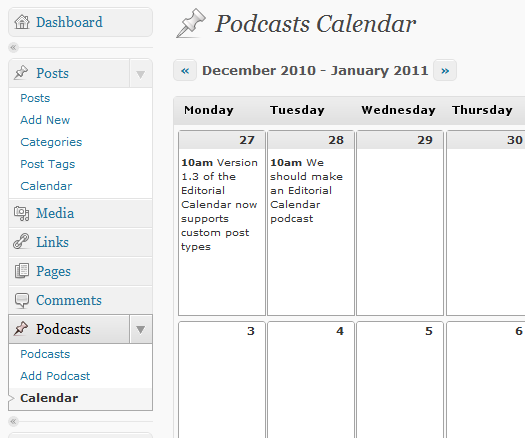 Dashboard
«
Posts
Posts
Add New
Categories
Post Tags
Calendar
Media
Links
Pages
Comments
Podcasts
Podcasts
Add Podcast
Calendar
«
Podcasts Calendar
« December 2010 - January 2011 »
Monday Tuesday Wednesday Thursday
27 28 29 30
10am Version
1.3 of the
Editorial
Calendar now
supports
custom post
types
10am We
should make
an Editorial
Calendar
podcast
3 4 5 6